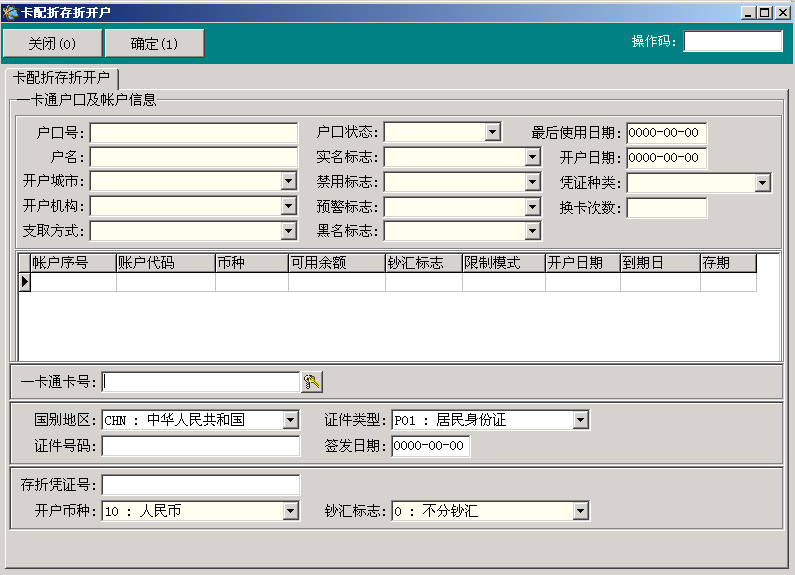 卡配折存折开户
关闭(0) 确定(1) 操作码:
卡配折存折开户
一卡通户口及帐户信息
户口号: 户口状态: 最后使用日期: 0000-00-00
户名: 实名标志: 开户日期: 0000-00-00
开户城市: 禁用标志: 凭证种类:
开户机构: 预警标志: 换卡次数:
支取方式: 黑名标志:
帐户序号 账户代码 币种 可用余额 钞汇标志 限制模式 开户日期 到期日 存期
一卡通卡号:
国别地区: CHN : 中华人民共和国 证件类型: P01 : 居民身份证
证件号码: 签发日期: 0000-00-00
存折凭证号:
开户币种: 10 : 人民币 钞汇标志: 0 : 不分钞汇